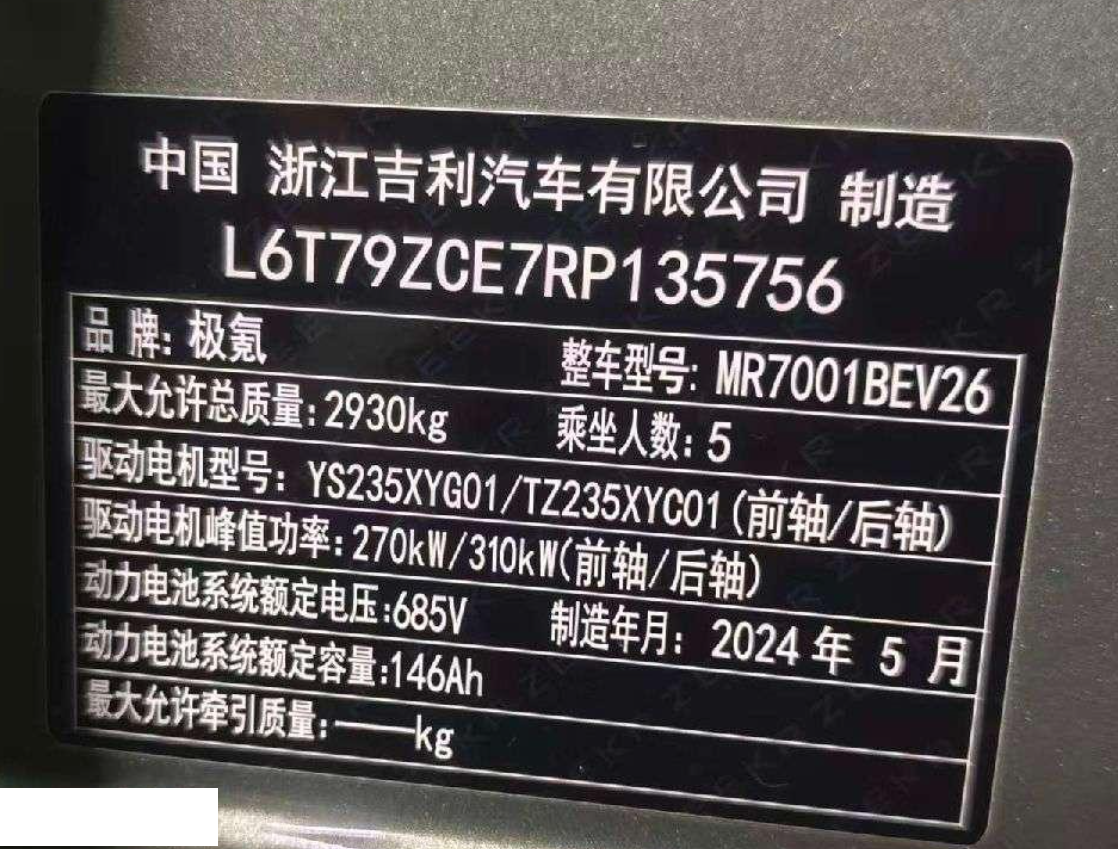 中国 浙江吉利汽车有限公司 制造
L6T79ZCE7RP135756
品 牌: 极氪 整车型号: MR7001BEV26
最大允许总质量:2930kg 乘坐人数: 5
驱动电机型号: YS235XYG01/TZ235XYC01(前轴/后轴)
驱动电机峰值功率:270kW/310kW(前轴/后轴)
动力电池系统额定电压:685V 制造年月: 2024 年 5 月
动力电池系统额定容量:146Ah
最大允许牵引质量:——kg